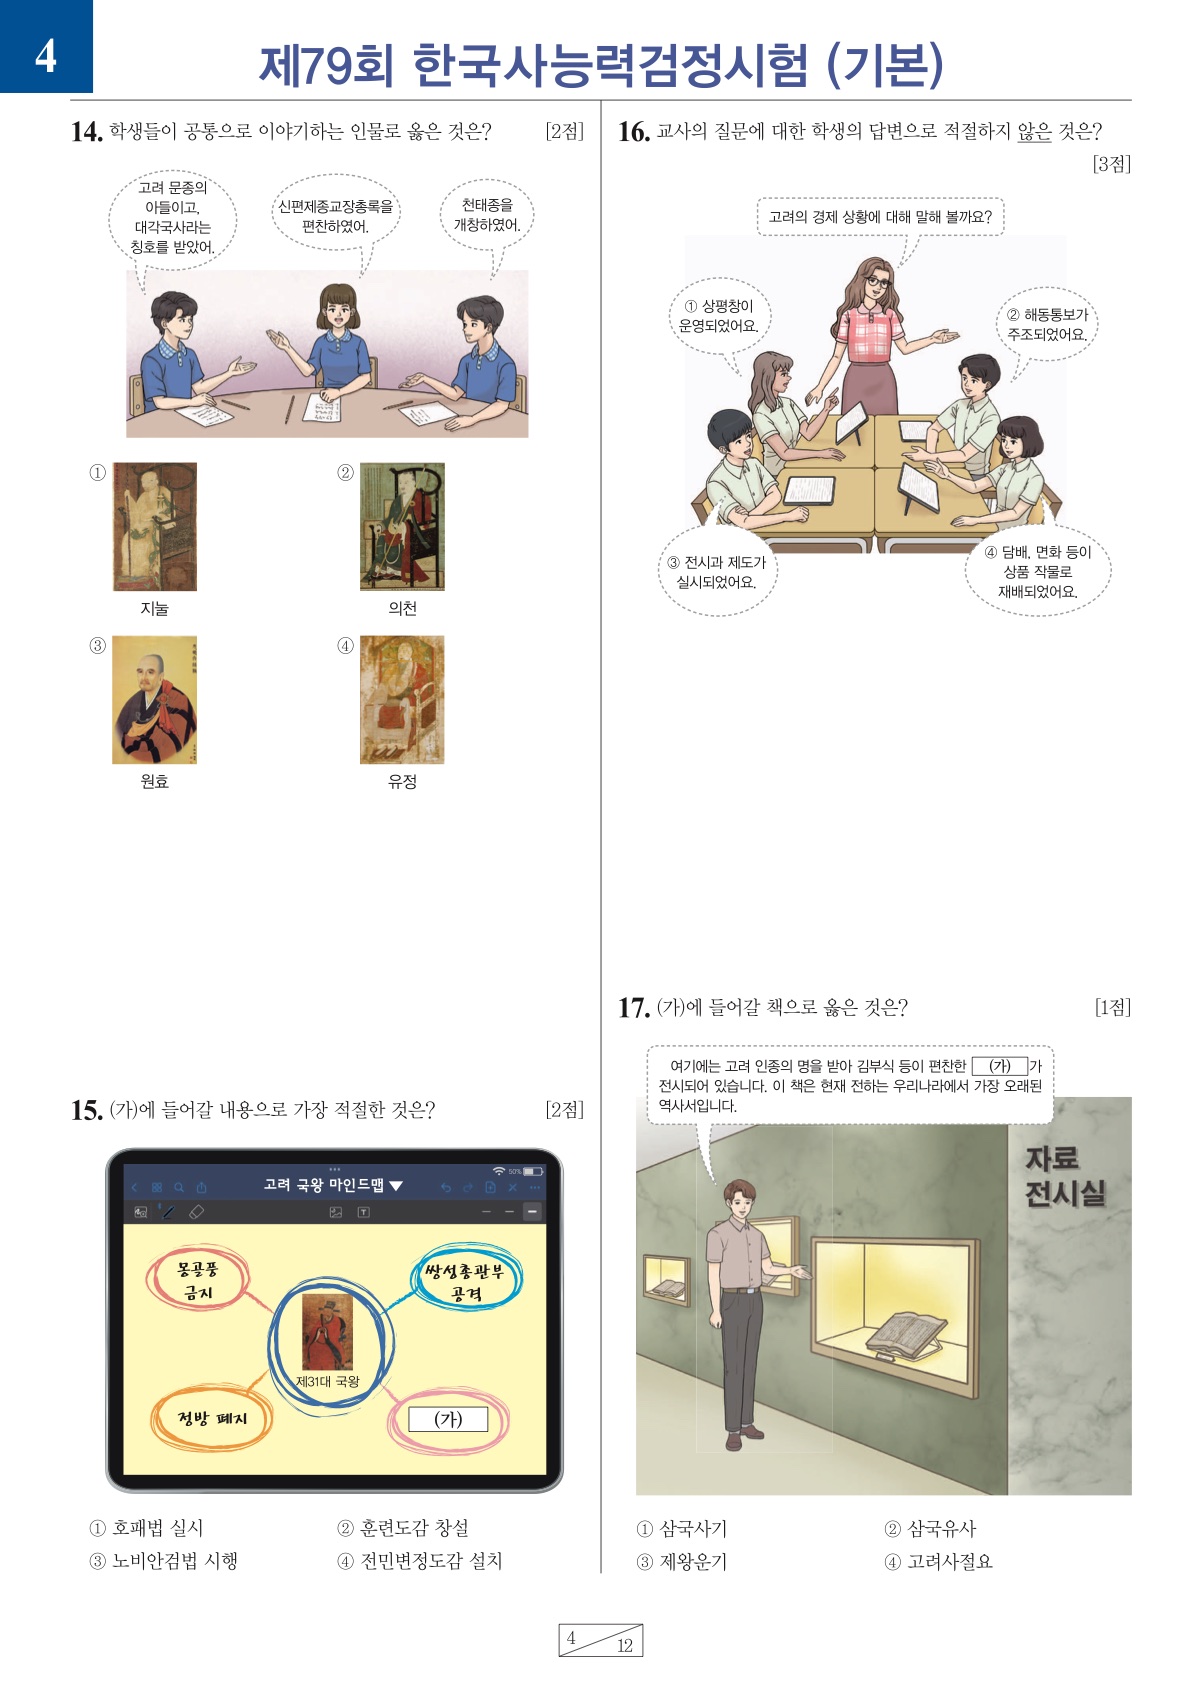 4
제79회 한국사능력검정시험 (기본)
14. 학생들이 공통으로 이야기하는 인물로 옳은 것은? [2점]
고려 문종의
아들이고,
대각국사라는
칭호를 받았어.
신편제종교장총록을
편찬하였어.
천태종을
개창하였어.
① 지눌
② 의천
③ 원효
④ 유정
15. (가)에 들어갈 내용으로 가장 적절한 것은? [2점]
50%
고려 국왕 마인드맵 ▼
몽골풍
금지
쌍성총관부
공격
제31대 국왕
정방 폐지
(가)
① 호패법 실시
② 훈련도감 창설
③ 노비안검법 시행
④ 전민변정도감 설치
16. 교사의 질문에 대한 학생의 답변으로 적절하지 않은 것은?
[3점]
고려의 경제 상황에 대해 말해 볼까요?
① 상평창이
운영되었어요.
② 해동통보가
주조되었어요.
③ 전시과 제도가
실시되었어요.
④ 담배, 면화 등이
상품 작물로
재배되었어요.
17. (가)에 들어갈 책으로 옳은 것은? [1점]
여기에는 고려 인종의 명을 받아 김부식 등이 편찬한 (가) 가
전시되어 있습니다. 이 책은 현재 전하는 우리나라에서 가장 오래된
역사서입니다.
자료
전시실
① 삼국사기
② 삼국유사
③ 제왕운기
④ 고려사절요
4
12